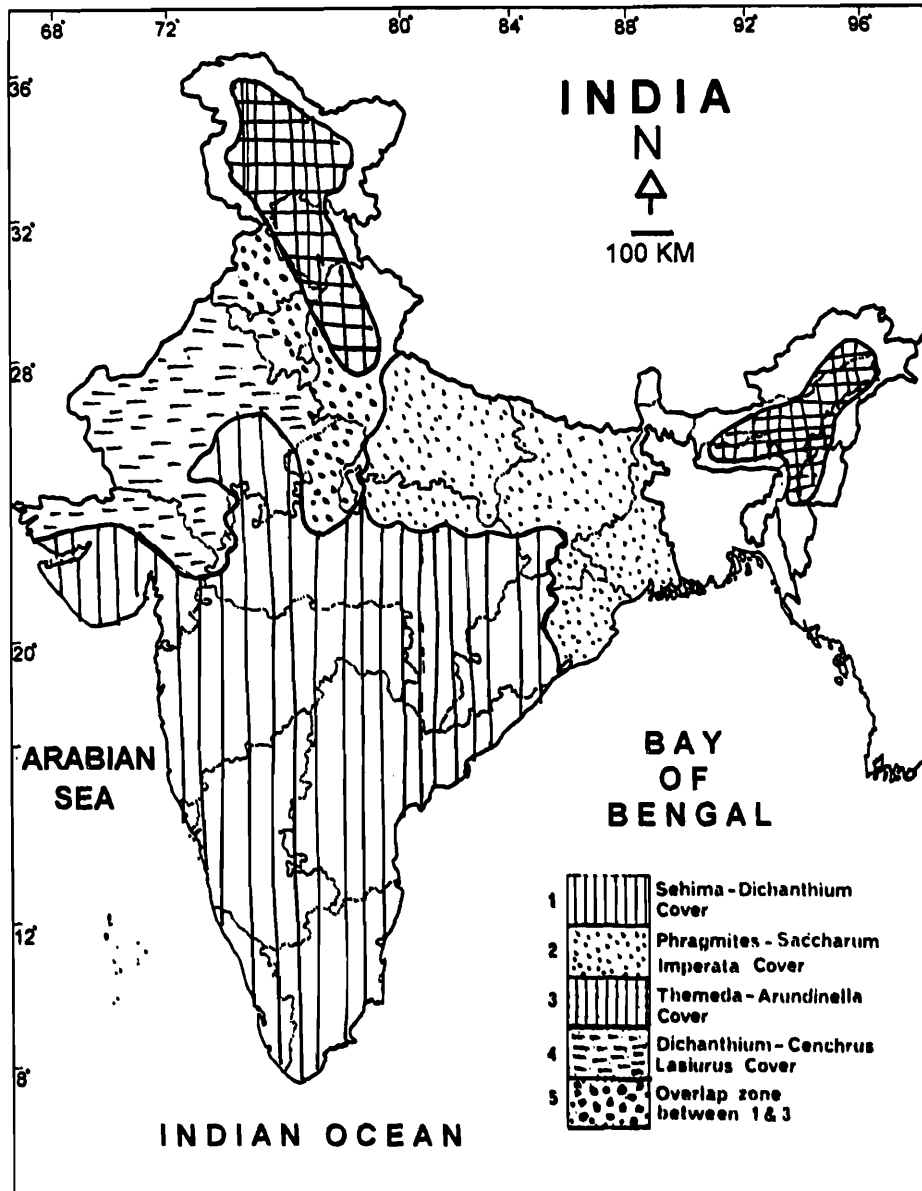 68° 72° 80° 84° 88° 92° 96°
36°
INDIA
N
32°
100 KM
28°
20°
ARABIAN
SEA
BAY
OF
BENGAL
1 Sehima-Dichanthium
Cover
2 Phragmites-Saccharum
Imperata Cover
12°
3 Themeda-Arundinella
Cover
4 Dichanthium-Cenchrus
Lasiurus Cover
8°
5 Overlap zone
between 1 & 3
INDIAN OCEAN